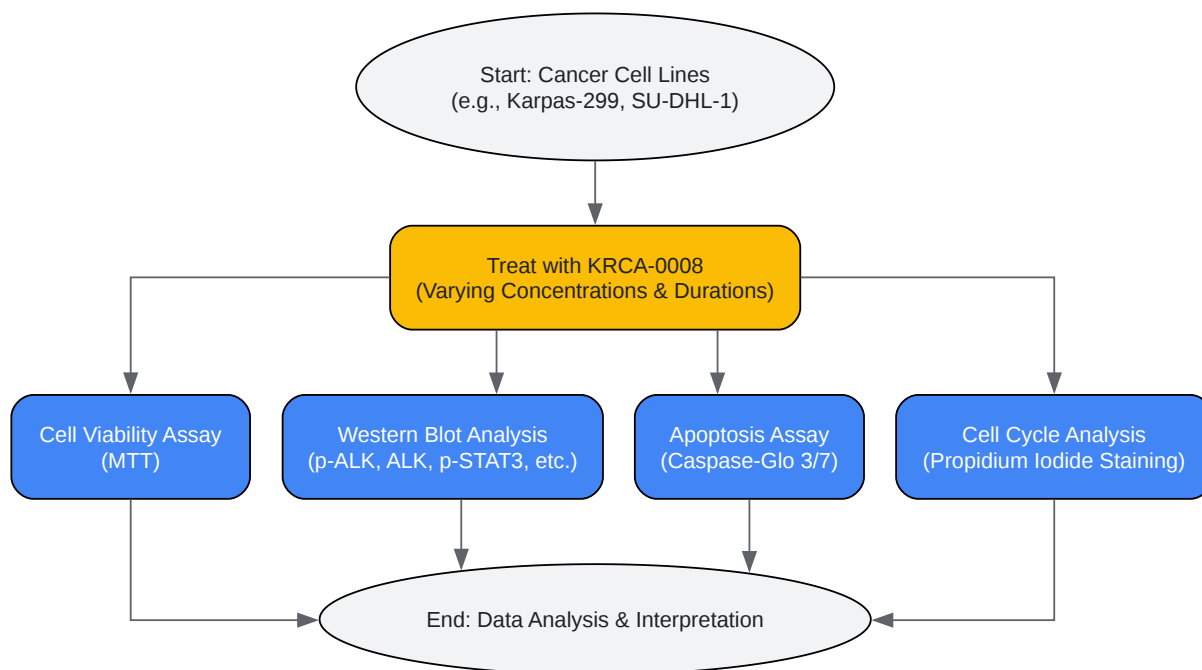 Start: Cancer Cell Lines
(e.g., Karpas-299, SU-DHL-1)
Treat with KRCA-0008
(Varying Concentrations & Durations)
Cell Viability Assay
(MTT)
Western Blot Analysis
(p-ALK, ALK, p-STAT3, etc.)
Apoptosis Assay
(Caspase-Glo 3/7)
Cell Cycle Analysis
(Propidium Iodide Staining)
End: Data Analysis & Interpretation